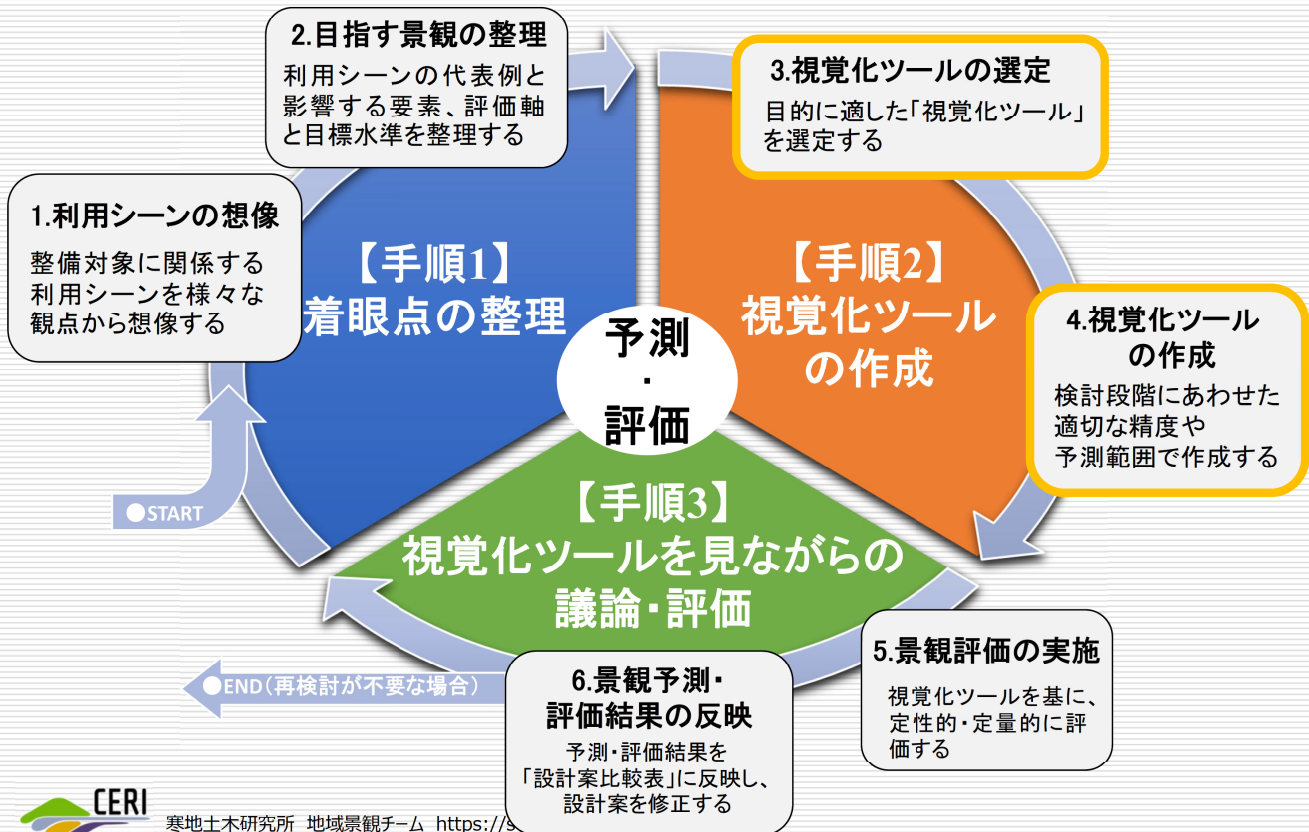 2.目指す景観の整理
利用シーンの代表例と
影響する要素、評価軸
と目標水準を整理する
3.視覚化ツールの選定
目的に適した「視覚化ツール」
を選定する
1.利用シーンの想像
整備対象に関係する
利用シーンを様々な
観点から想像する
【手順1】
着眼点の整理
【手順2】
視覚化ツール
の作成
4.視覚化ツール
の作成
検討段階にあわせた
適切な精度や
予測範囲で作成する
予測
・
評価
●START
【手順3】
視覚化ツールを見ながらの
議論・評価
5.景観評価の実施
視覚化ツールを基に、
定性的・定量的に評
価する
●END(再検討が不要な場合)
6.景観予測・
評価結果の反映
予測・評価結果を
「設計案比較表」に反映し、
設計案を修正する
CERI
寒地土木研究所 地域景観チーム https://s